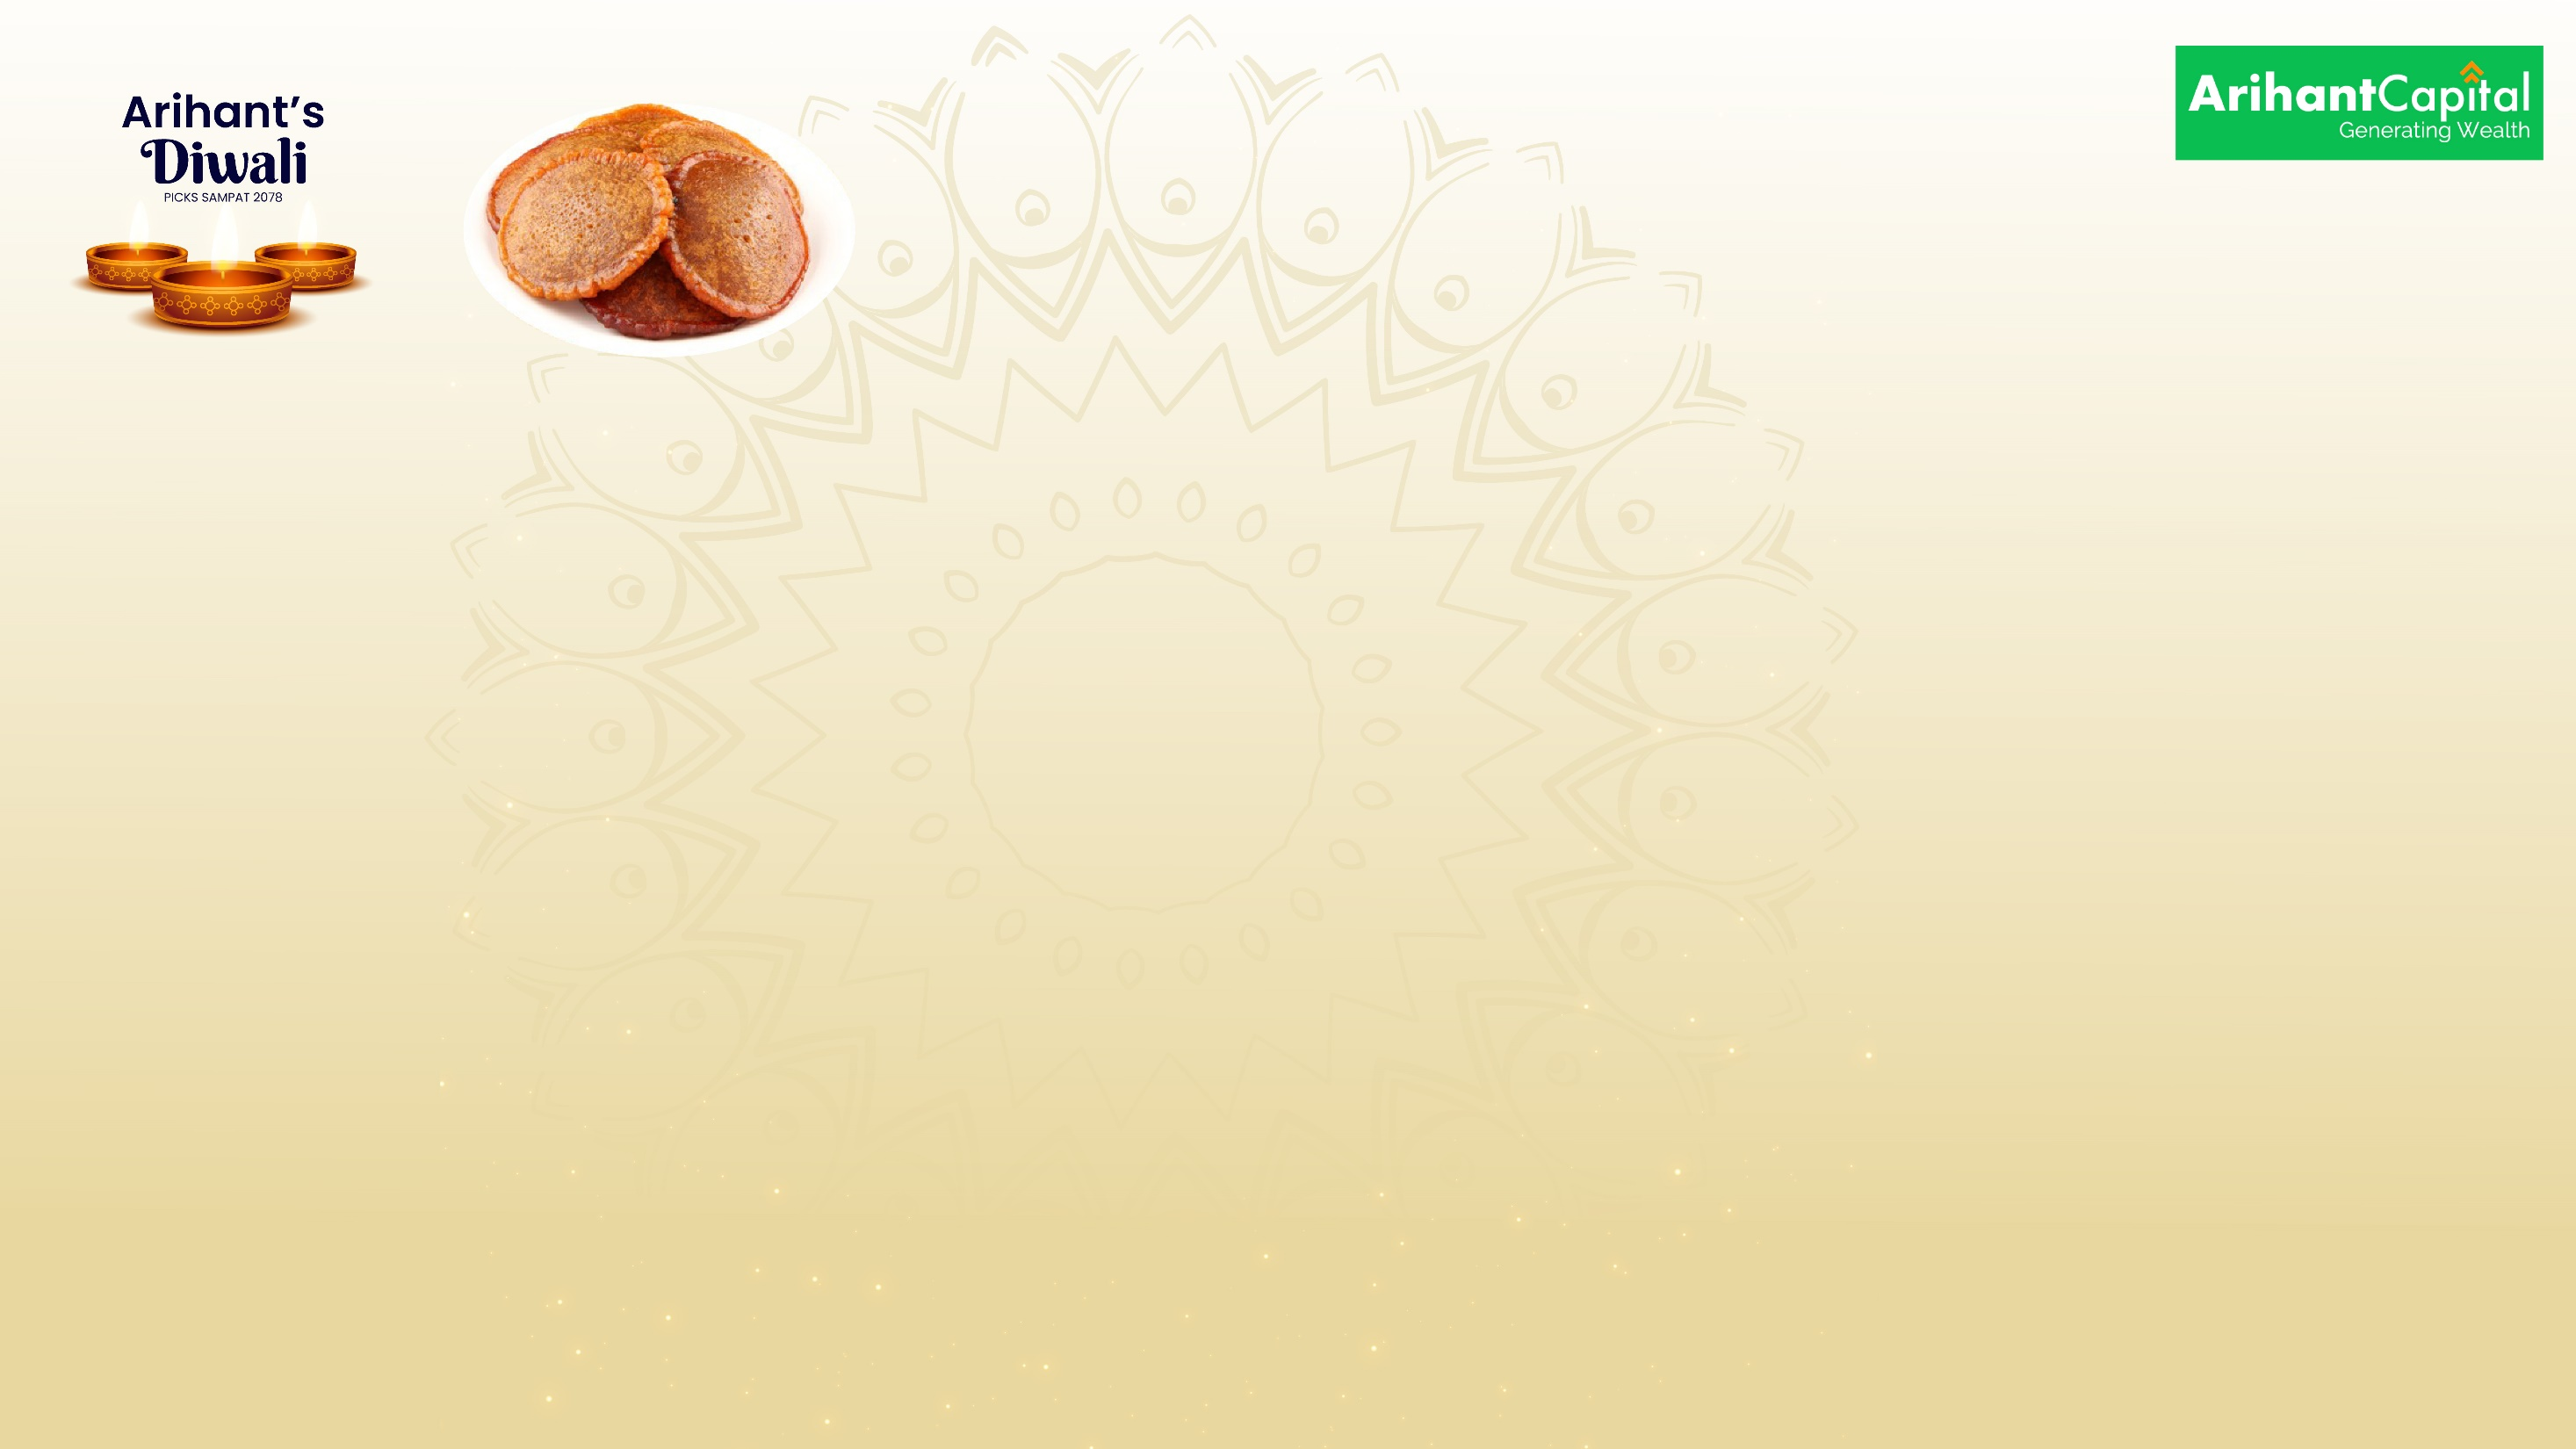 Arihant's
Diwali
PICKS SAMPAT 2078
ArihantCapital
Generating Wealth